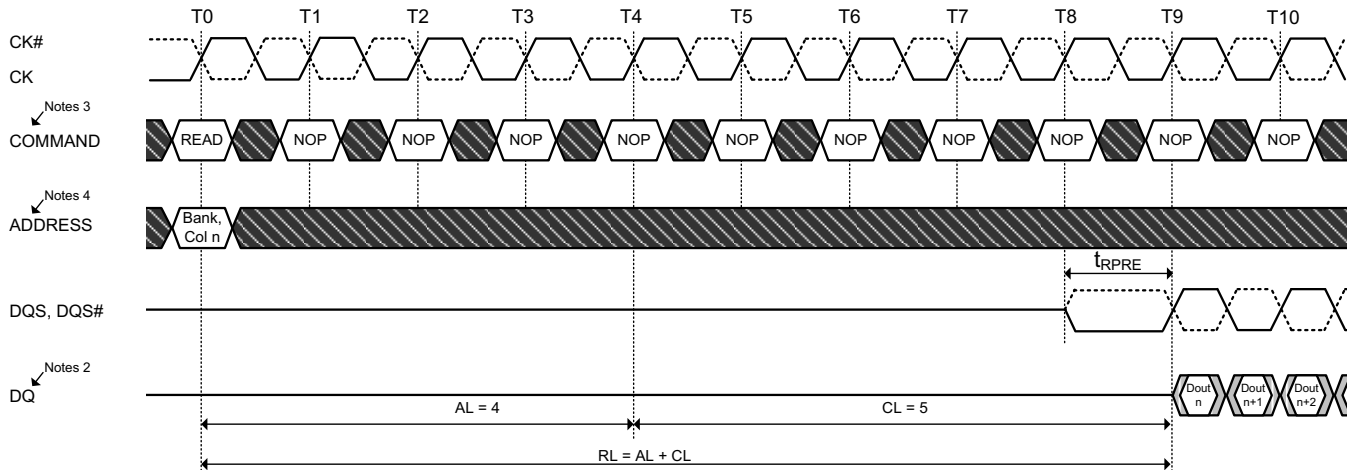 T0 T1 T2 T3 T4 T5 T6 T7 T8 T9 T10
CK#
CK
Notes 3
COMMAND READ NOP NOP NOP NOP NOP NOP NOP NOP NOP NOP
Notes 4
ADDRESS
Bank,
Col n
tRPRE
DQS, DQS#
Notes 2
DQ
Dout Dout Dout
n n+1 n+2
AL = 4 CL = 5
RL = AL + CL